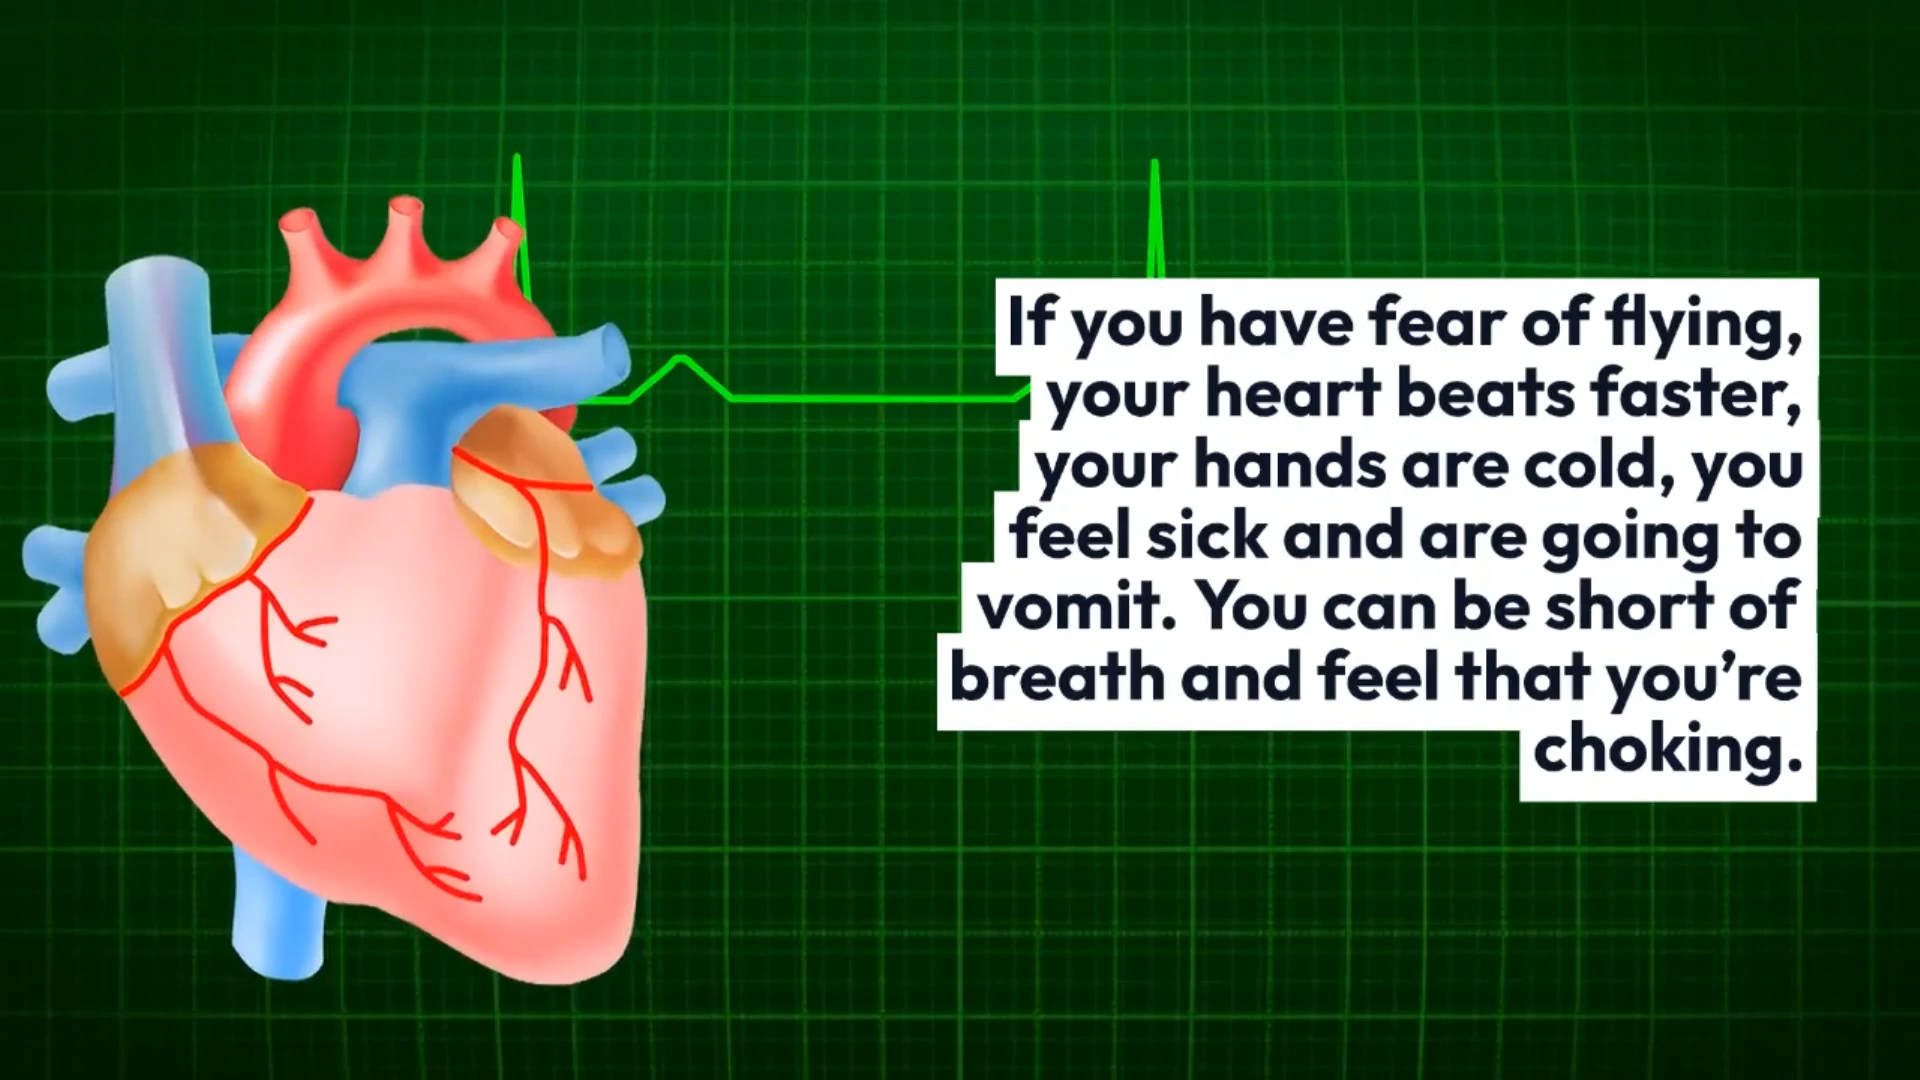 If you have fear of flying,
your heart beats faster,
your hands are cold, you
feel sick and are going to
vomit. You can be short of
breath and feel that you’re
choking.